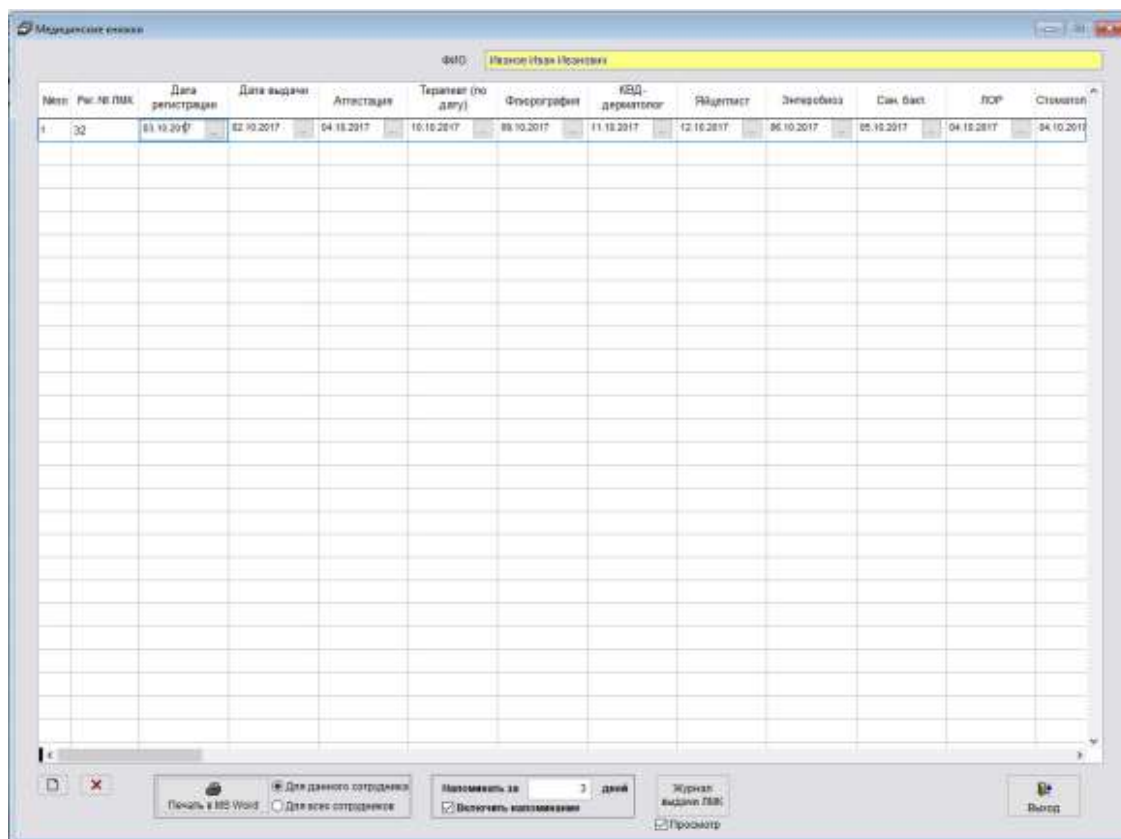 Медицинские книжки
ФИО Иванов Иван Иванович
№пп Рег. № ЛМК Дата регистрации Дата выдачи Аттестация Терапевт (по дату) Флюорография КВД-дерматолог Яйцеглист Энтеробиоз Сан. бакт. ЛОР Стоматол
1 32 03.10.2017 ... 02.10.2017 ... 04.10.2017 ... 10.10.2017 ... 09.10.2017 ... 11.10.2017 ... 12.10.2017 ... 06.10.2017 ... 05.10.2017 ... 04.10.2017 ... 04.10.2017
Печать в MS Word Для данного сотрудника
Для всех сотрудников
Напоминать за 3 дней
Включить напоминание
Журнал
выдачи ЛМК
Просмотр
Выход